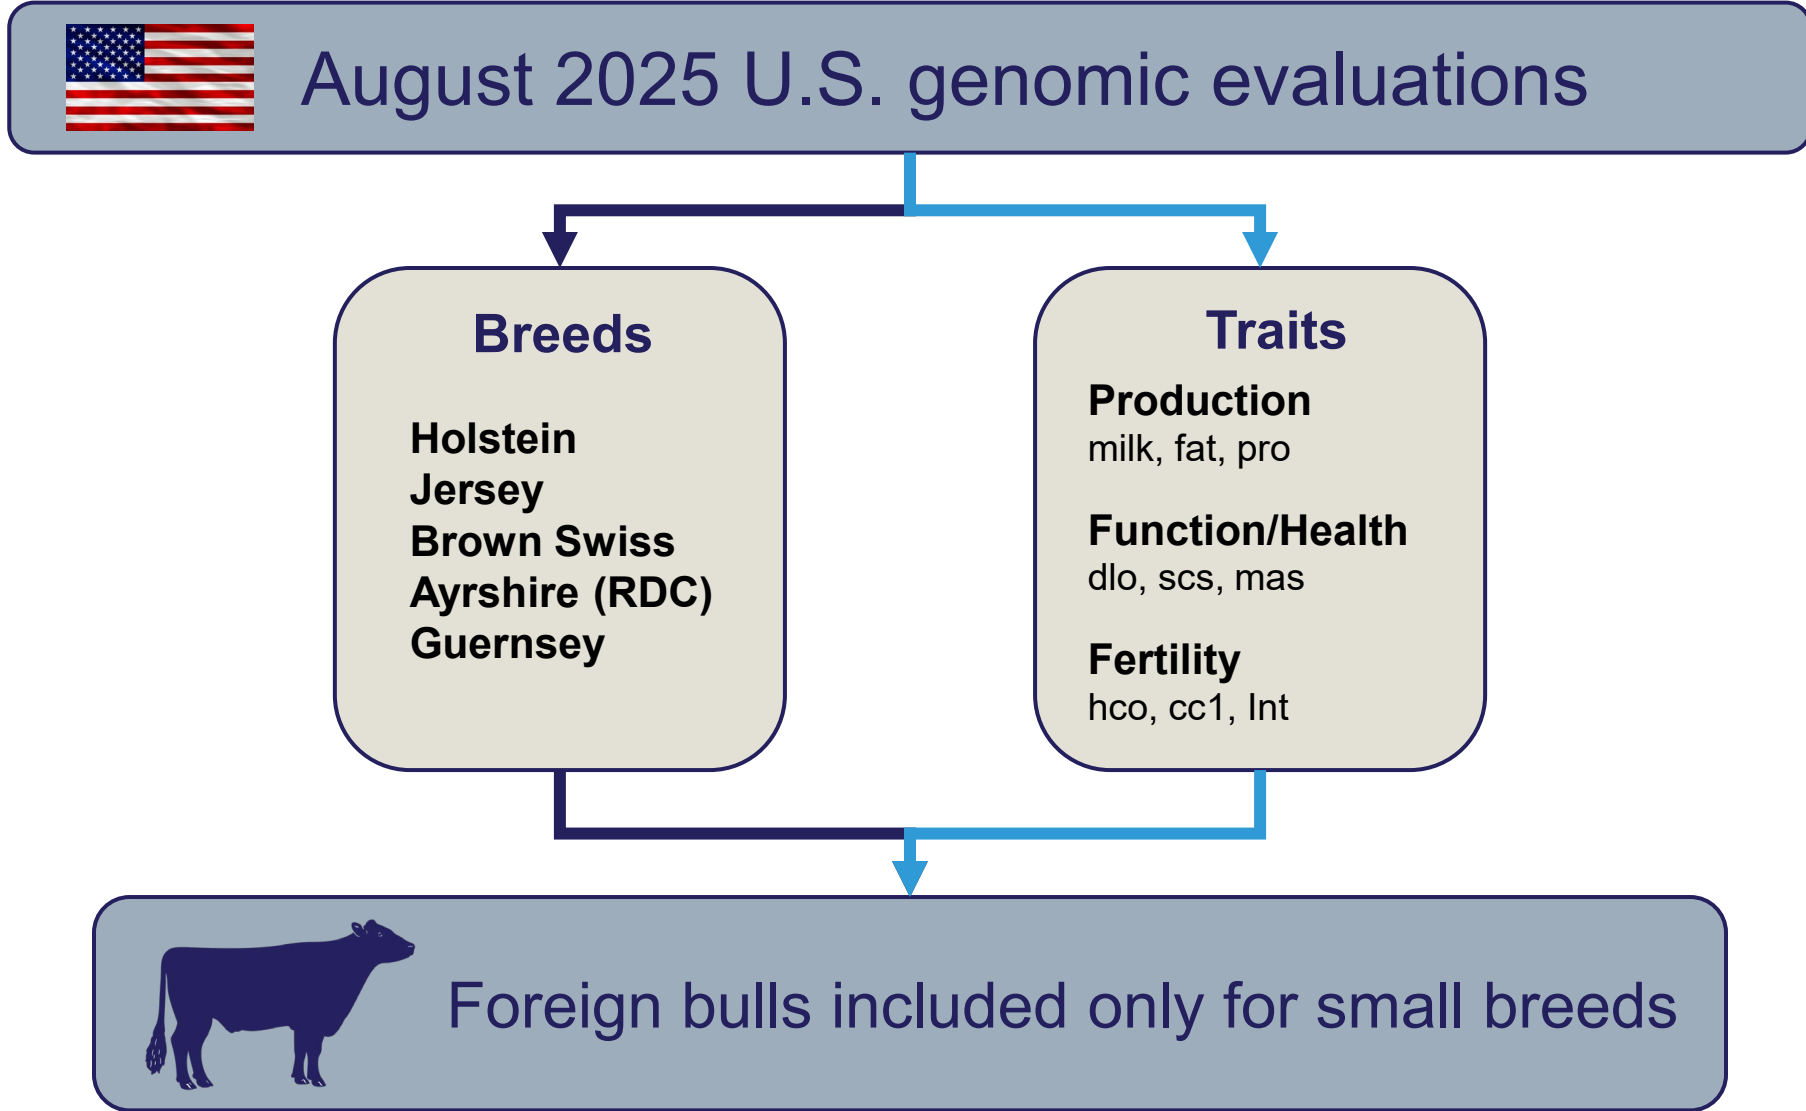 August 2025 U.S. genomic evaluations
Breeds
Holstein
Jersey
Brown Swiss
Ayrshire (RDC)
Guernsey
Traits
Production
milk, fat, pro
Function/Health
dlo, scs, mas
Fertility
hco, cc1, Int
Foreign bulls included only for small breeds